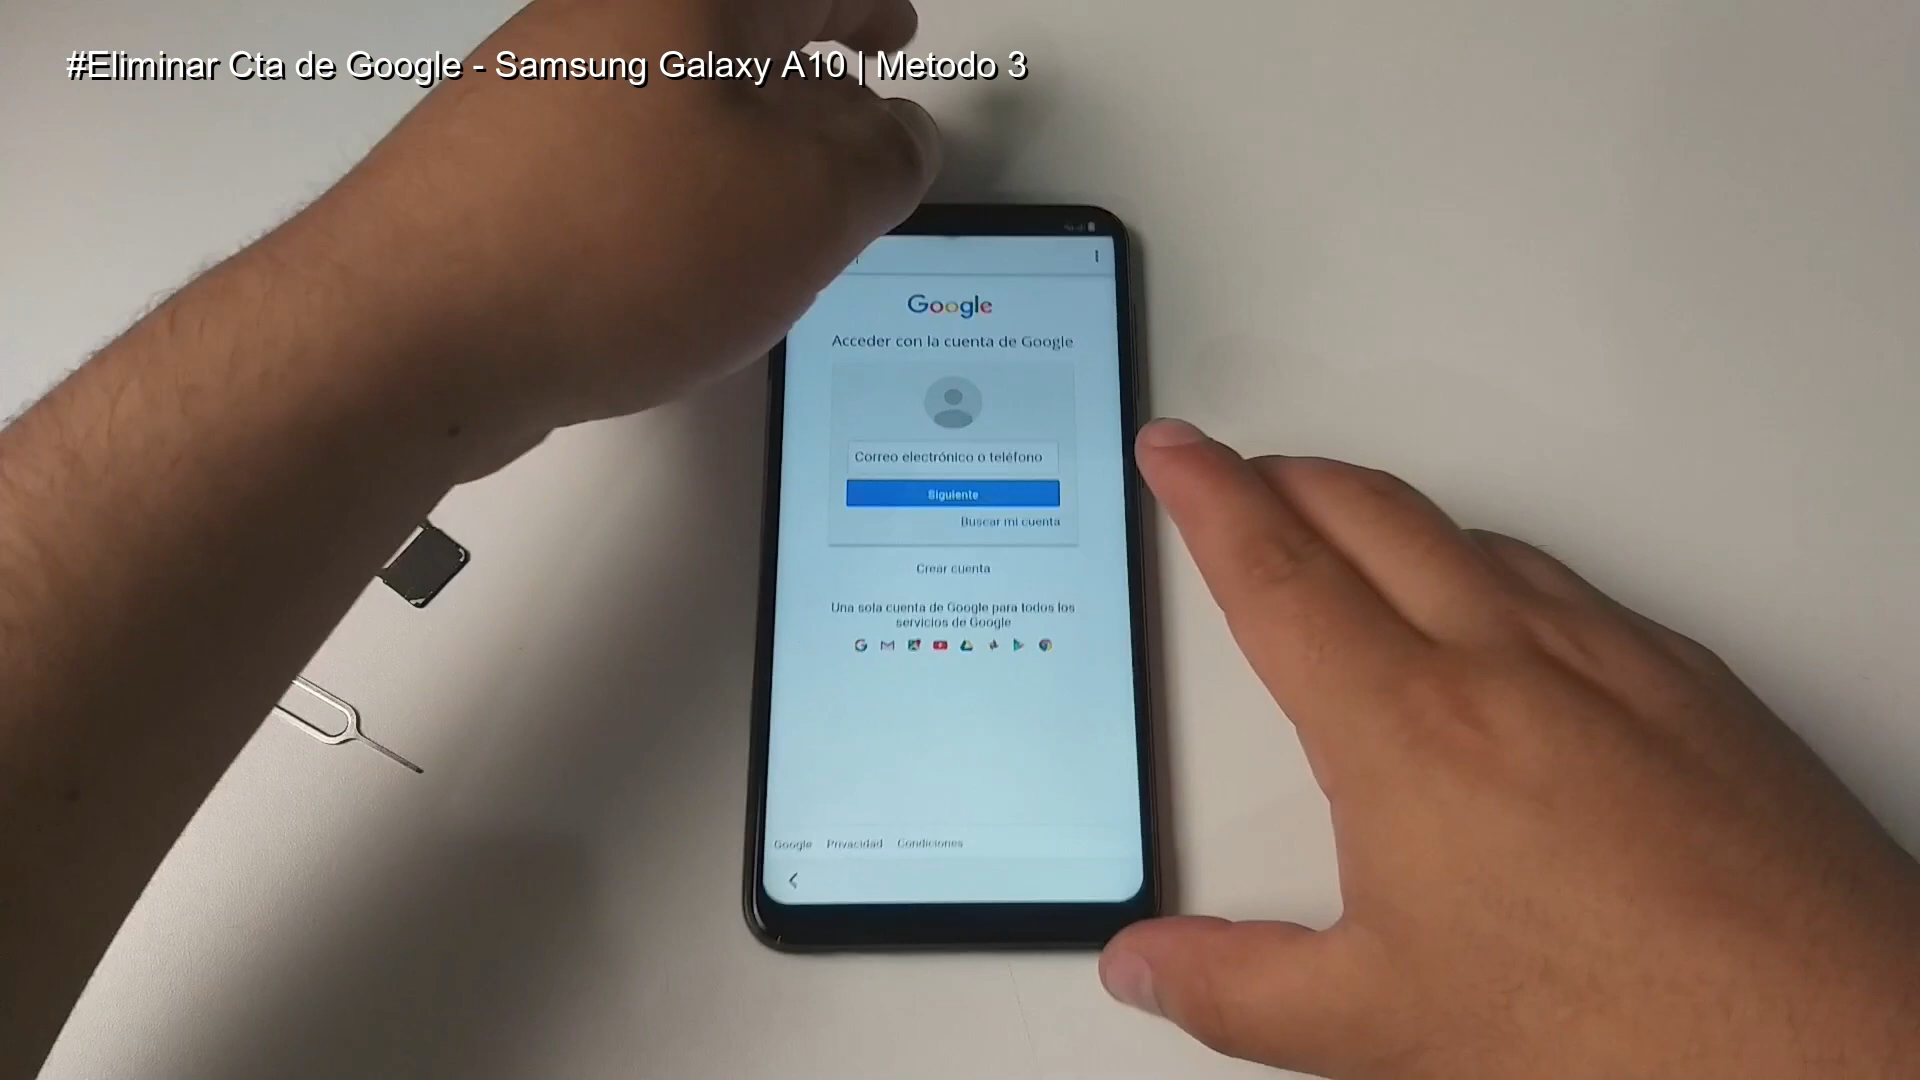 #Eliminar Cta de Google - Samsung Galaxy A10 | Metodo 3
Google
Acceder con la cuenta de Google
Correo electrónico o teléfono
Siguiente
Buscar mi cuenta
Crear cuenta
Una sola cuenta de Google para todos los
servicios de Google
Google Privacidad Condiciones